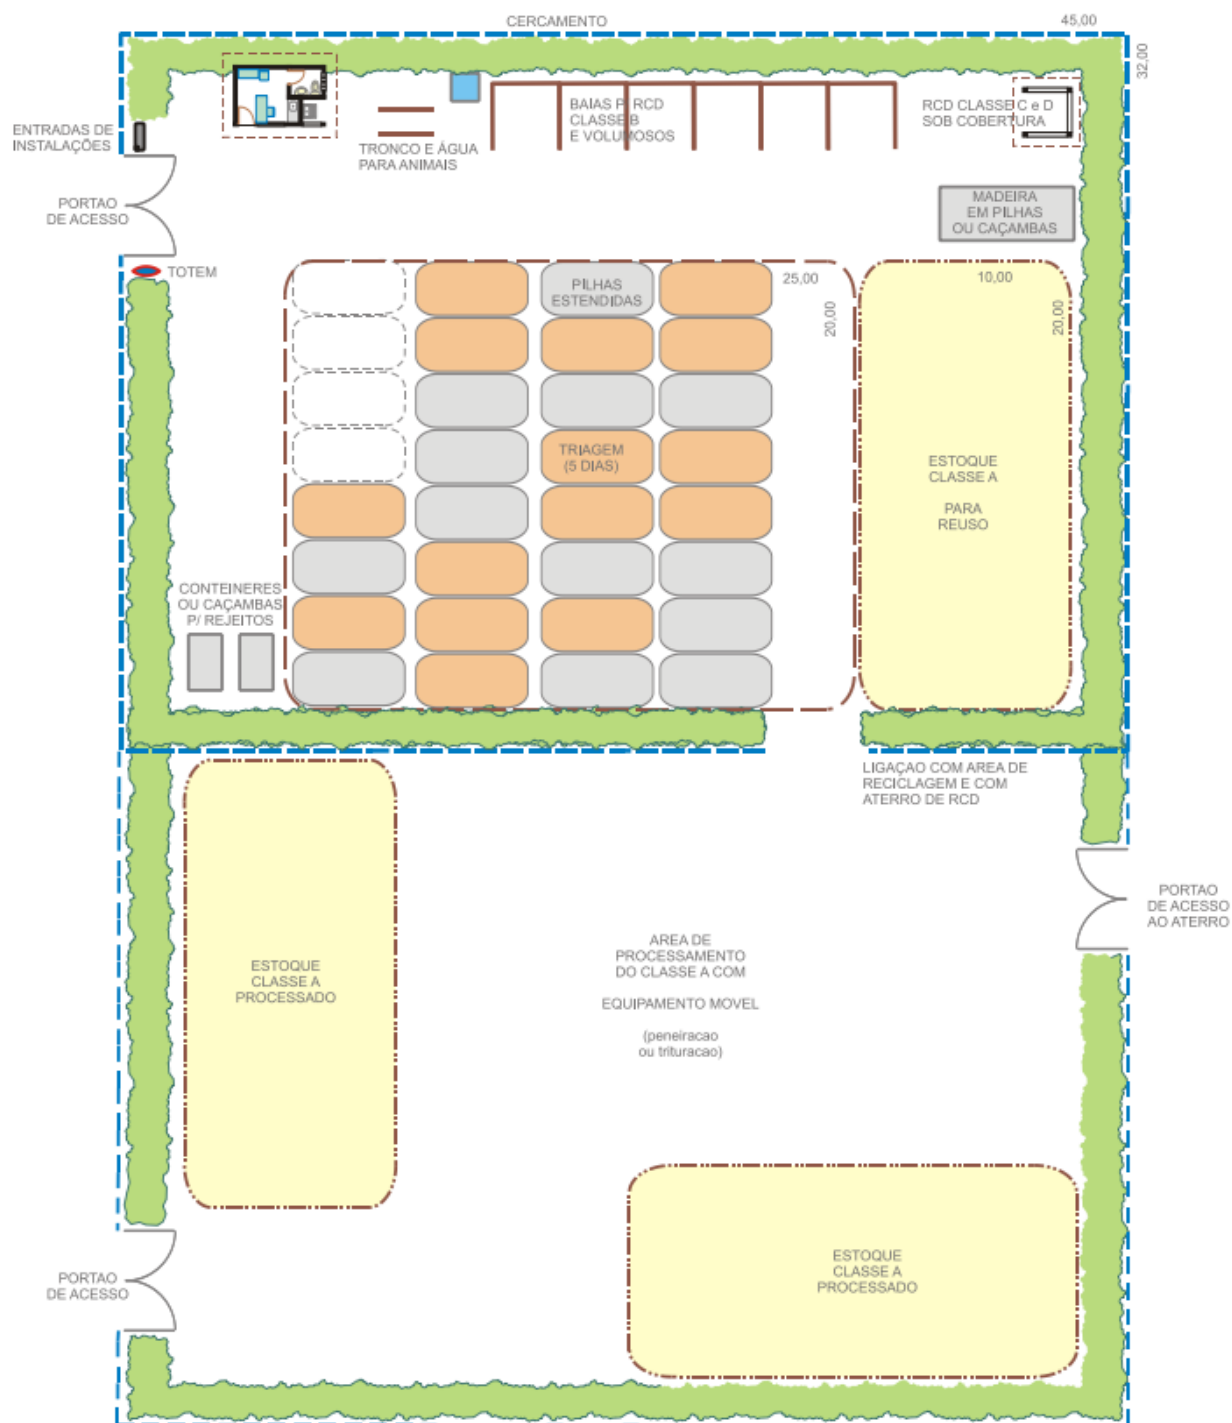 CERCAMENTO
45,00
32,00
ENTRADAS DE
INSTALAÇÕES
TRONCO E ÁGUA
PARA ANIMAIS
BAIAS P/ RCD
CLASSE B
E VOLUMOSOS
RCD CLASSE C e D
SOB COBERTURA
PORTAO
DE ACESSO
MADEIRA
EM PILHAS
OU CAÇAMBAS
TOTEM
PILHAS
ESTENDIDAS
25,00
20,00
10,00
20,00
TRIAGEM
(5 DIAS)
ESTOQUE
CLASSE A
PARA
REUSO
CONTEINERES
OU CAÇAMBAS
P/ REJEITOS
LIGAÇAO COM AREA DE
RECICLAGEM E COM
ATERRO DE RCD
PORTAO
DE ACESSO
AO ATERRO
ESTOQUE
CLASSE A
PROCESSADO
AREA DE
PROCESSAMENTO
DO CLASSE A COM
EQUIPAMENTO MOVEL
(peneiracao
ou trituracao)
PORTAO
DE ACESSO
ESTOQUE
CLASSE A
PROCESSADO